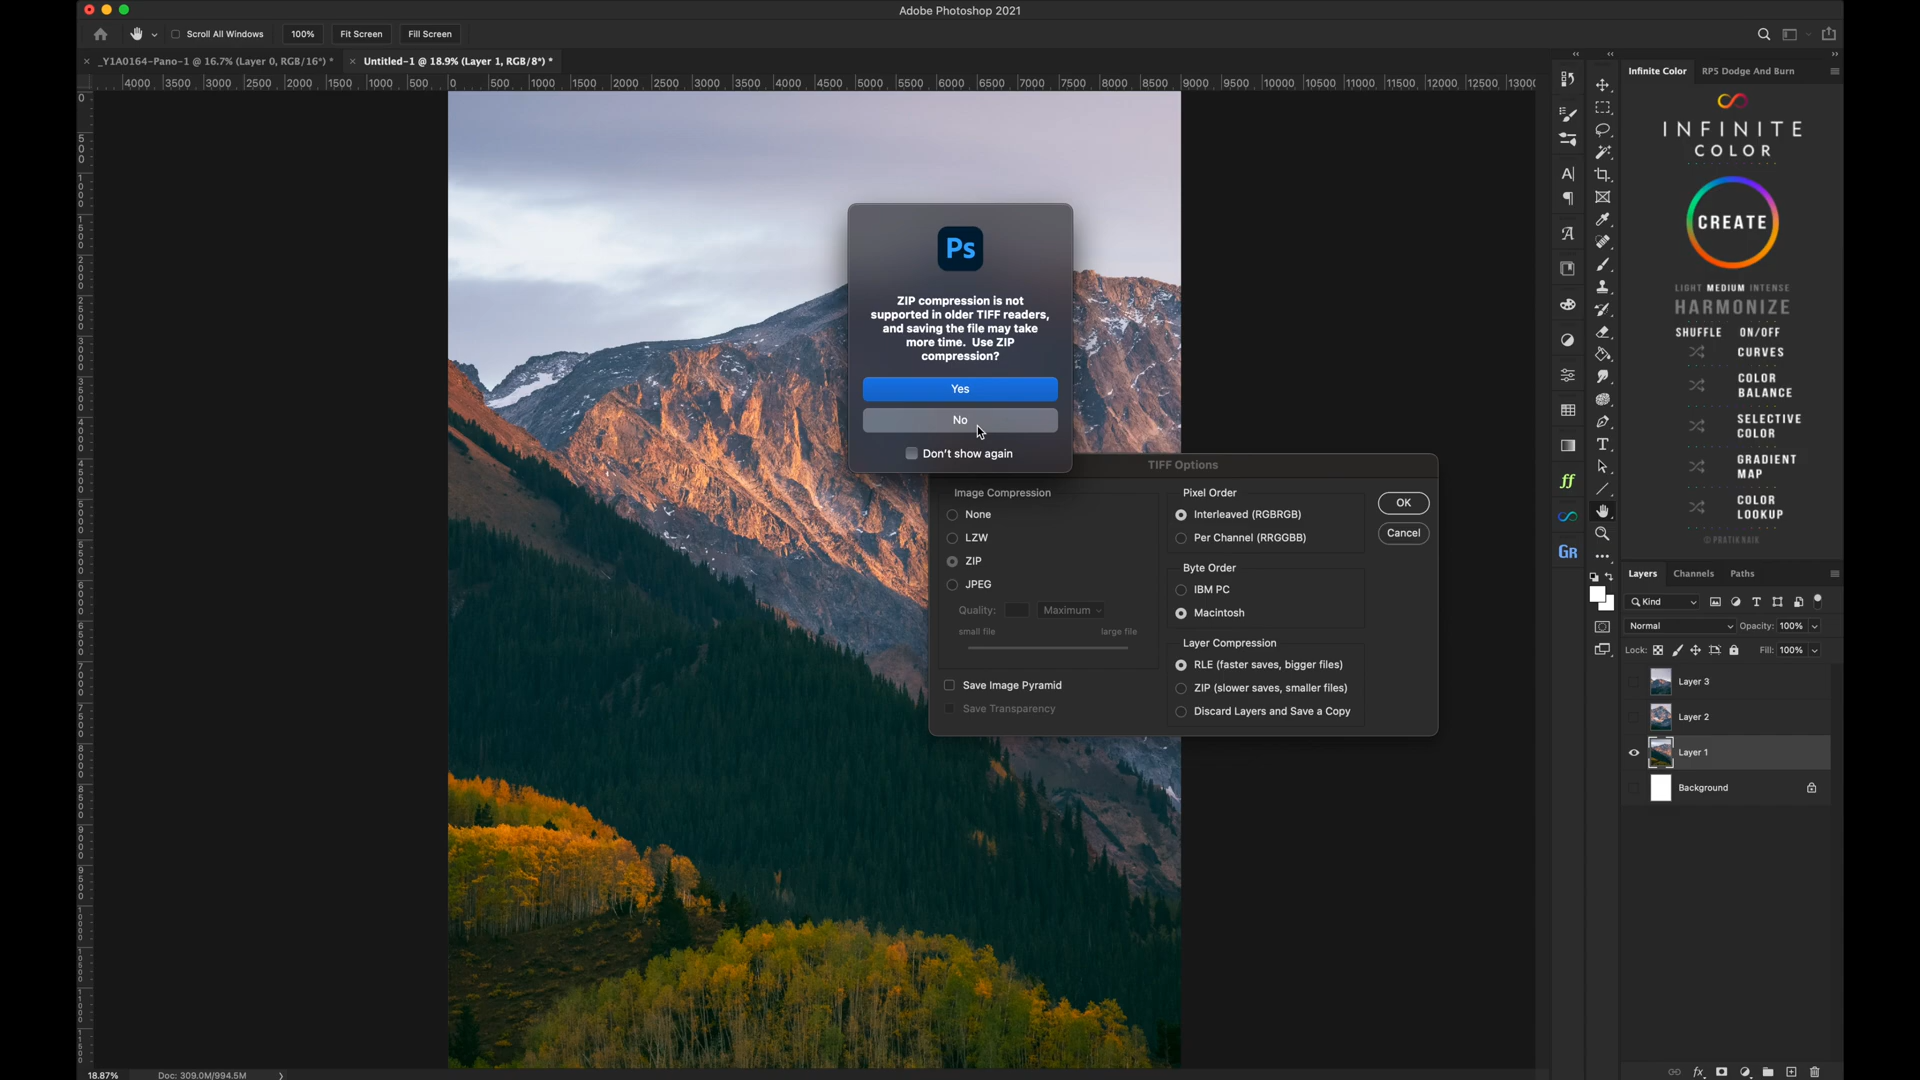 Adobe Photoshop 2021
Scroll All Windows 100% Fit Screen Fill Screen
× _Y1A0164-Pano-1 @ 16.7% (Layer 0, RGB/16*) * × Untitled-1 @ 18.9% (Layer 1, RGB/8*) *
4000 3500 3000 2500 2000 1500 1000 500 0 500 1000 1500 2000 2500 3000 3500 4000 4500 5000 5500 6000 6500 7000 7500 8000 8500 9000 9500 10000 10500 11000 11500 12000 12500 13000
Infinite Color RP5 Dodge And Burn
INFINITE
COLOR
CREATE
LIGHT MEDIUM INTENSE
HARMONIZE
SHUFFLE ON/OFF
CURVES
COLOR
BALANCE
SELECTIVE
COLOR
GRADIENT
MAP
COLOR
LOOKUP
© PRATIK NAIK
Ps
ZIP compression is not
supported in older TIFF readers,
and saving the file may take
more time. Use ZIP
compression?
Yes
No
Don't show again
TIFF Options
Image Compression
None
LZW
ZIP
JPEG
Quality: Maximum
small file large file
Save Image Pyramid
Save Transparency
Pixel Order
Interleaved (RGBRGB)
Per Channel (RRGGBB)
Byte Order
IBM PC
Macintosh
Layer Compression
RLE (faster saves, bigger files)
ZIP (slower saves, smaller files)
Discard Layers and Save a Copy
OK
Cancel
ff
Gr
Layers Channels Paths
Kind
Normal Opacity: 100%
Lock: Fill: 100%
Layer 3
Layer 2
Layer 1
Background
18.87% Doc: 309.0M/994.5M
fx